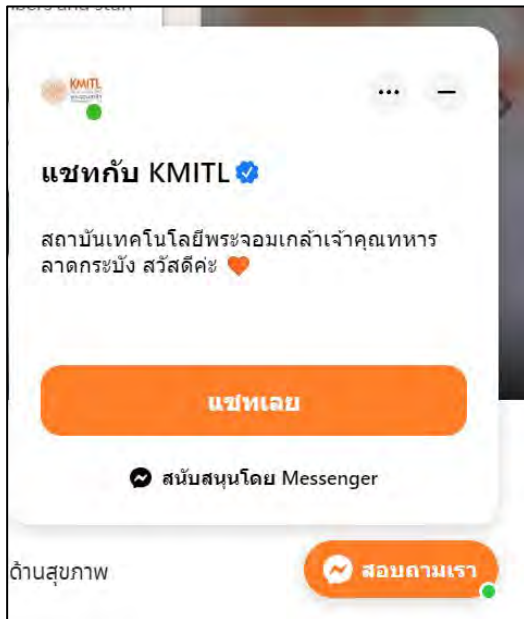 KMITL
แชทกับ KMITL
สถาบันเทคโนโลยีพระจอมเกล้าเจ้าคุณทหาร
ลาดกระบัง สวัสดีค่ะ 🧡
แชทเลย
สนับสนุนโดย Messenger
ด้านสุขภาพ
สอบถามเรา